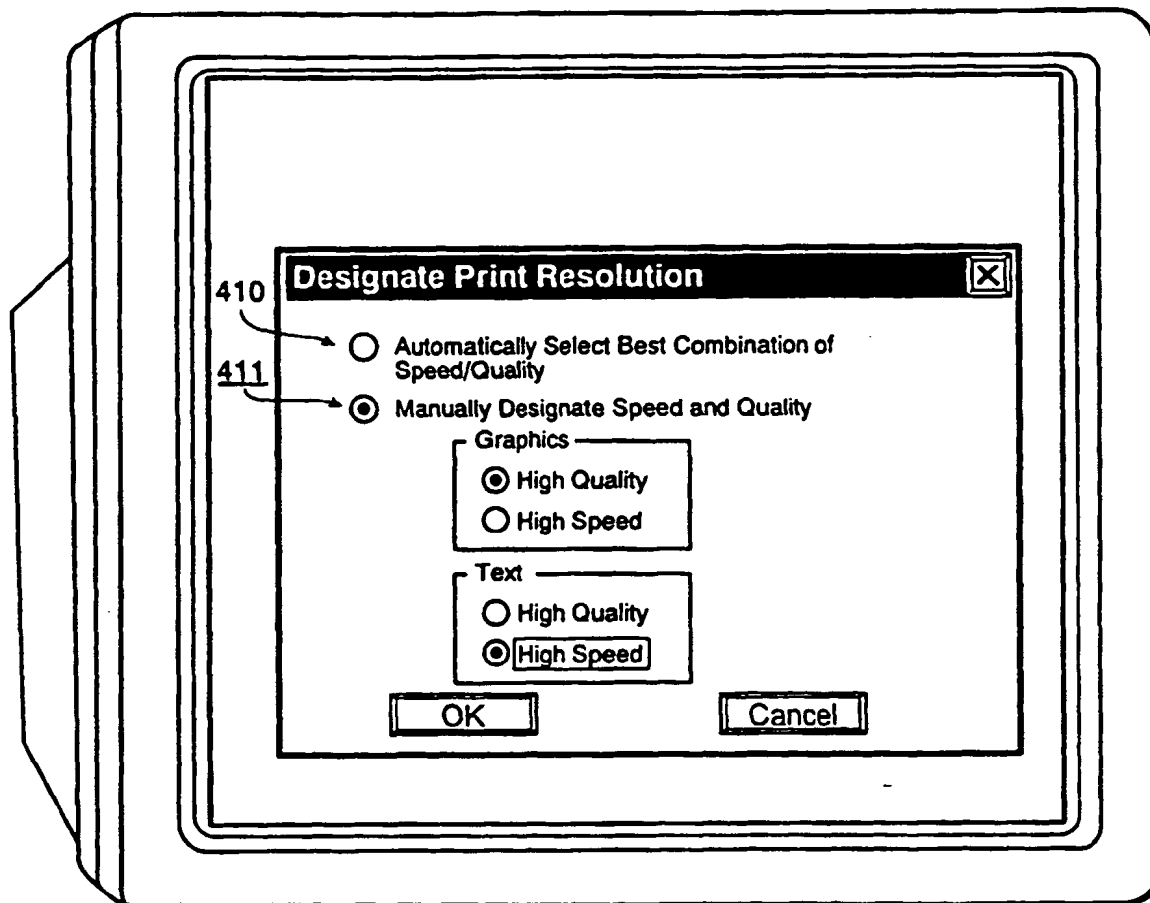 Designate Print Resolution
410
Automatically Select Best Combination of
Speed/Quality
411
Manually Designate Speed and Quality
Graphics
High Quality
High Speed
Text
High Quality
High Speed
OK
Cancel